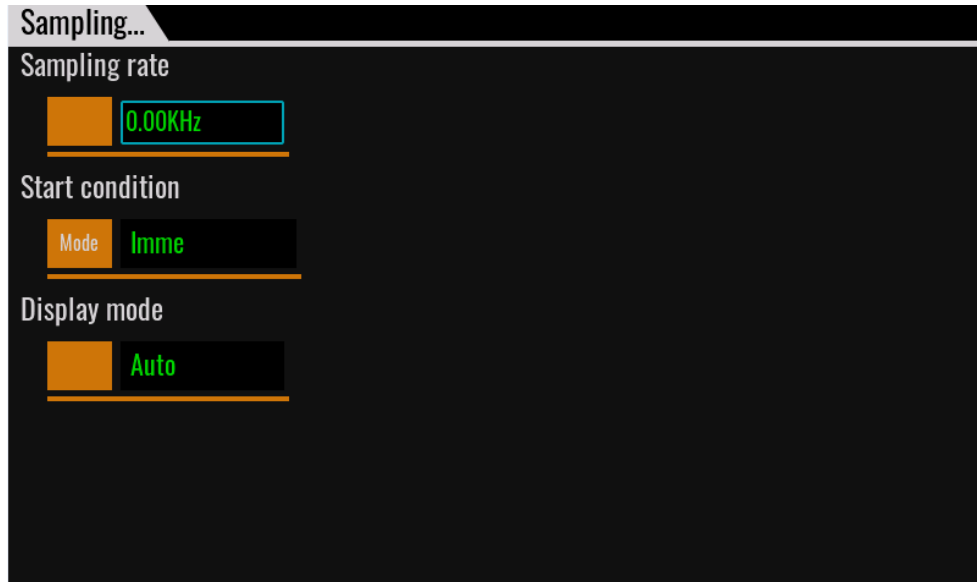 Sampling...
Sampling rate
0.00KHz
Start condition
Mode Imme
Display mode
Auto